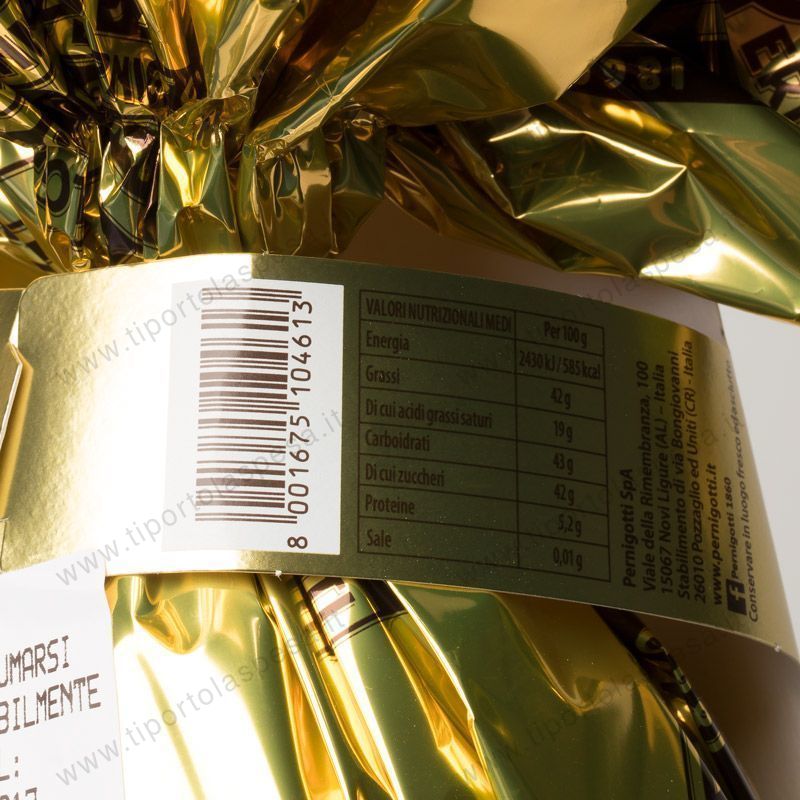 1860
VALORI NUTRIZIONALI MEDI Per 100g
Energia 2430 kJ / 585 kcal
Grassi 42 g
Di cui acidi grassi saturi 19 g
Carboidrati 43 g
Di cui zuccheri 42 g
Proteine 5,2 g
Sale 0,01 g
8 001675 104613
Pernigotti SpA
Viale della Rimembranza, 100
15067 Novi Ligure (AL) – Italia
Stabilimento di via Bongiovanni
26010 Pozzaglio ed Uniti (CR) - Italia
www.pernigotti.it
f Pernigotti 1860
Conservare in luogo fresco ed asciutto
UMARSI
BILMENTE
L:
www.tiportolaspesa.it